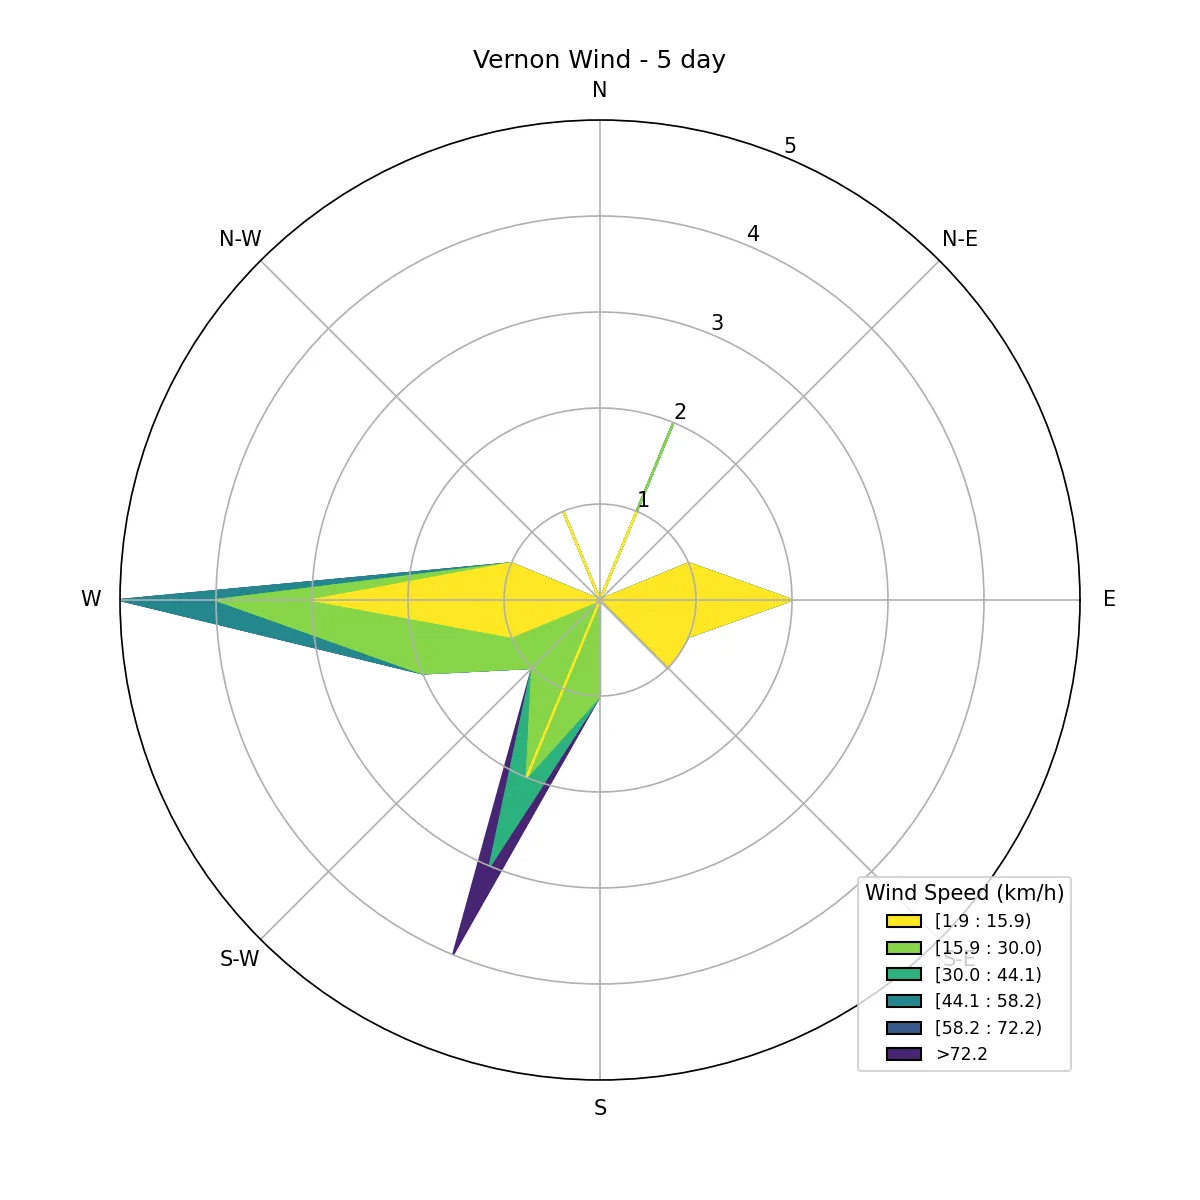 Vernon Wind - 5 day
N
5
N-W
N-E
4
3
2
1
W
E
Wind Speed (km/h)
[1.9 : 15.9)
[15.9 : 30.0)
S-W
S-E
[30.0 : 44.1)
[44.1 : 58.2)
[58.2 : 72.2)
>72.2
S